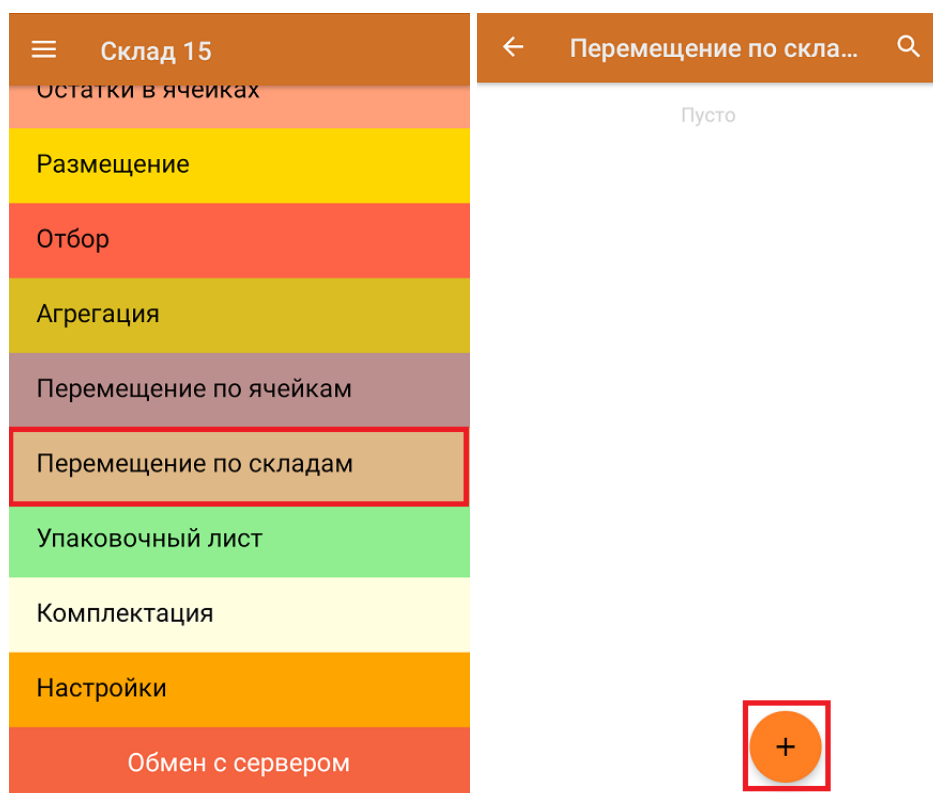 Склад 15
Остатки в ячейках
Размещение
Отбор
Агрегация
Перемещение по ячейкам
Перемещение по складам
Упаковочный лист
Комплектация
Настройки
Обмен с сервером
Перемещение по скла...
Пусто
+